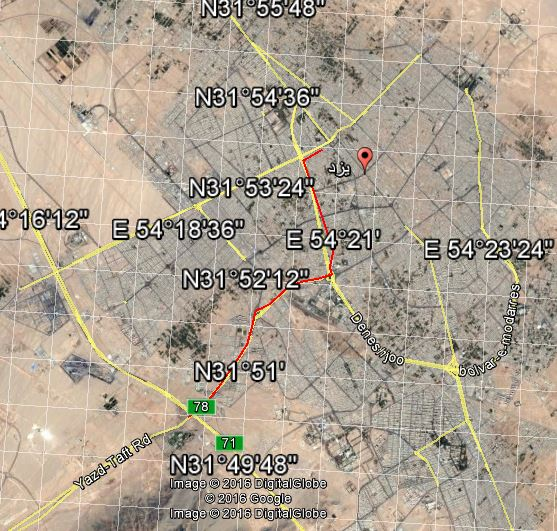 N31°55'48"
N31°54'36"
یزد
N31°53'24"
4°16'12"
E 54°18'36"
E 54°21'
E 54°23'24"
N31°52'12"
bolvar-e-modarres
N31°51'
78
71
Yazd-Taft Rd
N31°49'48"
Image © 2016 DigitalGlobe
© 2016 Google
Image © 2016 DigitalGlobe